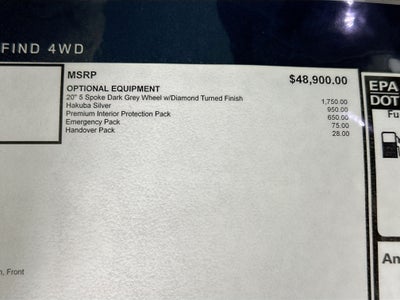 FIND 4WD
MSRP $48,900.00
OPTIONAL EQUIPMENT
20" 5 Spoke Dark Grey Wheel w/Diamond Turned Finish 1,750.00
Hakuba Silver 950.00
Premium Interior Protection Pack 650.00
Emergency Pack 75.00
Handover Pack 28.00
EPA
DOT
Fu
An
n, Front